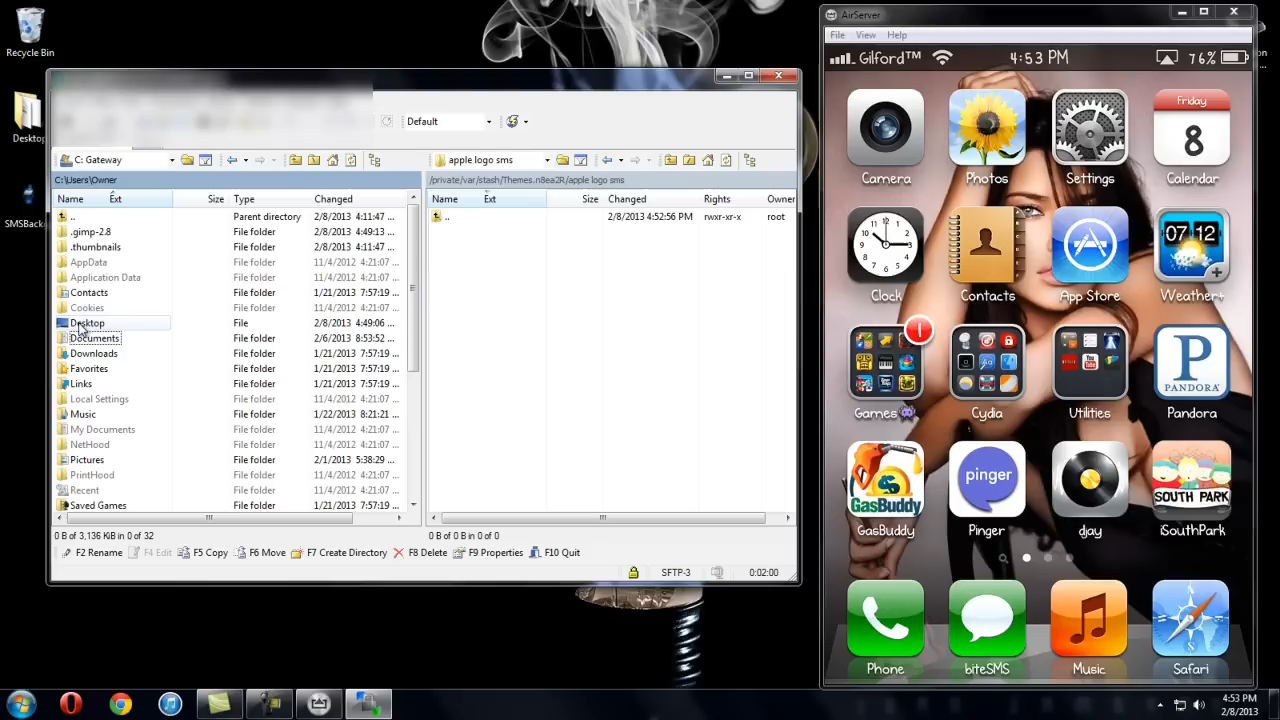 Recycle Bin
Desktop
SMSBack
Default
C: Gateway
C:\Users\Owner
Name Ext Size Type Changed
.. Parent directory 2/8/2013 4:11:47 ...
.gimp-2.8 File folder 2/8/2013 4:49:13 ...
.thumbnails File folder 2/8/2013 4:11:47 ...
AppData File folder 11/4/2012 4:21:07 ...
Application Data File folder 11/4/2012 4:21:07 ...
Contacts File folder 1/21/2013 7:57:19 ...
Cookies File folder 11/4/2012 4:21:07 ...
Desktop File 2/8/2013 4:49:06 ...
Documents File folder 2/6/2013 8:53:52 ...
Downloads File folder 1/21/2013 7:57:19 ...
Favorites File folder 1/21/2013 7:57:19 ...
Links File folder 1/21/2013 7:57:19 ...
Local Settings File folder 11/4/2012 4:21:07 ...
Music File folder 1/22/2013 8:21:21 ...
My Documents File folder 11/4/2012 4:21:07 ...
NetHood File folder 11/4/2012 4:21:07 ...
Pictures File folder 2/1/2013 5:38:29 ...
PrintHood File folder 11/4/2012 4:21:07 ...
Recent File folder 11/4/2012 4:21:07 ...
Saved Games File folder 1/21/2013 7:57:19 ...
0 B of 3,136 KiB in 0 of 32
apple logo sms
/private/var/stash/Themes.n8ea2R/apple logo sms
Name Ext Size Changed Rights Owner
.. 2/8/2013 4:52:56 PM rwxr-xr-x root
0 B of 0 B in 0 of 0
F2 Rename F4 Edit F5 Copy F6 Move F7 Create Directory F8 Delete F9 Properties F10 Quit
SFTP-3 0:02:00
AirServer
File View Help
Gilford™ 4:53 PM 76%
Friday
8
Camera Photos Settings Calendar
07 12
Clock Contacts App Store Weather+
1
PANDORA
Games Cydia Utilities Pandora
GasBuddy
pinger
SOUTH PARK
GasBuddy Pinger djay iSouthPark
Phone biteSMS Music Safari
4:53 PM
2/8/2013